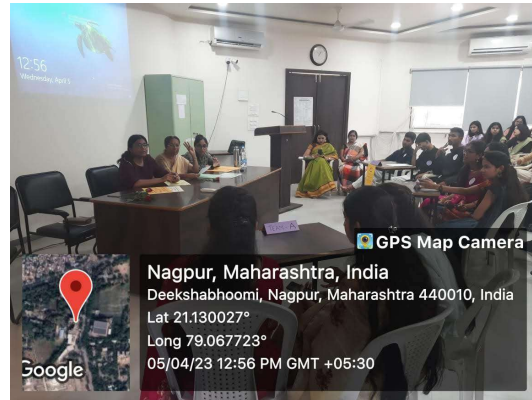 12:56
Wednesday, April 5
TEAM A
GPS Map Camera
Nagpur, Maharashtra, India
Deekshabhoomi, Nagpur, Maharashtra 440010, India
Lat 21.130027°
Long 79.067723°
05/04/23 12:56 PM GMT +05:30
Google